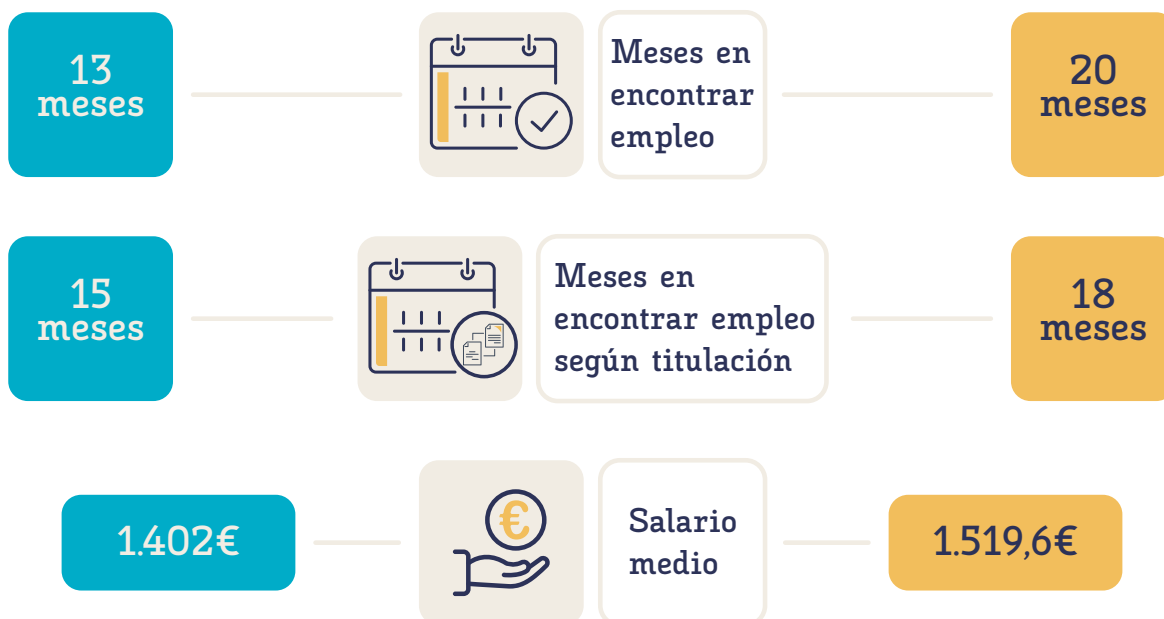 13
meses
Meses en
encontrar
empleo
20
meses
15
meses
Meses en
encontrar empleo
según titulación
18
meses
1.402€
€
Salario
medio
1.519,6€